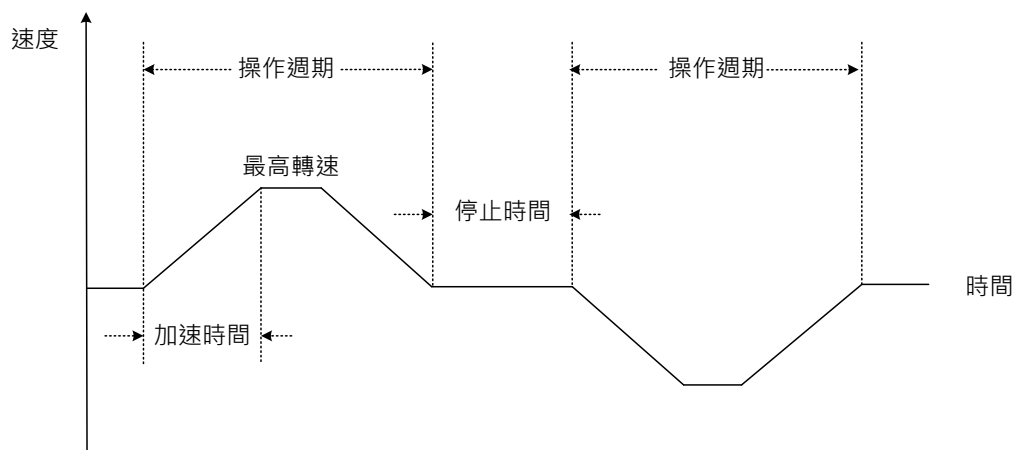 速度
操作週期
操作週期
最高轉速
停止時間
時間
加速時間